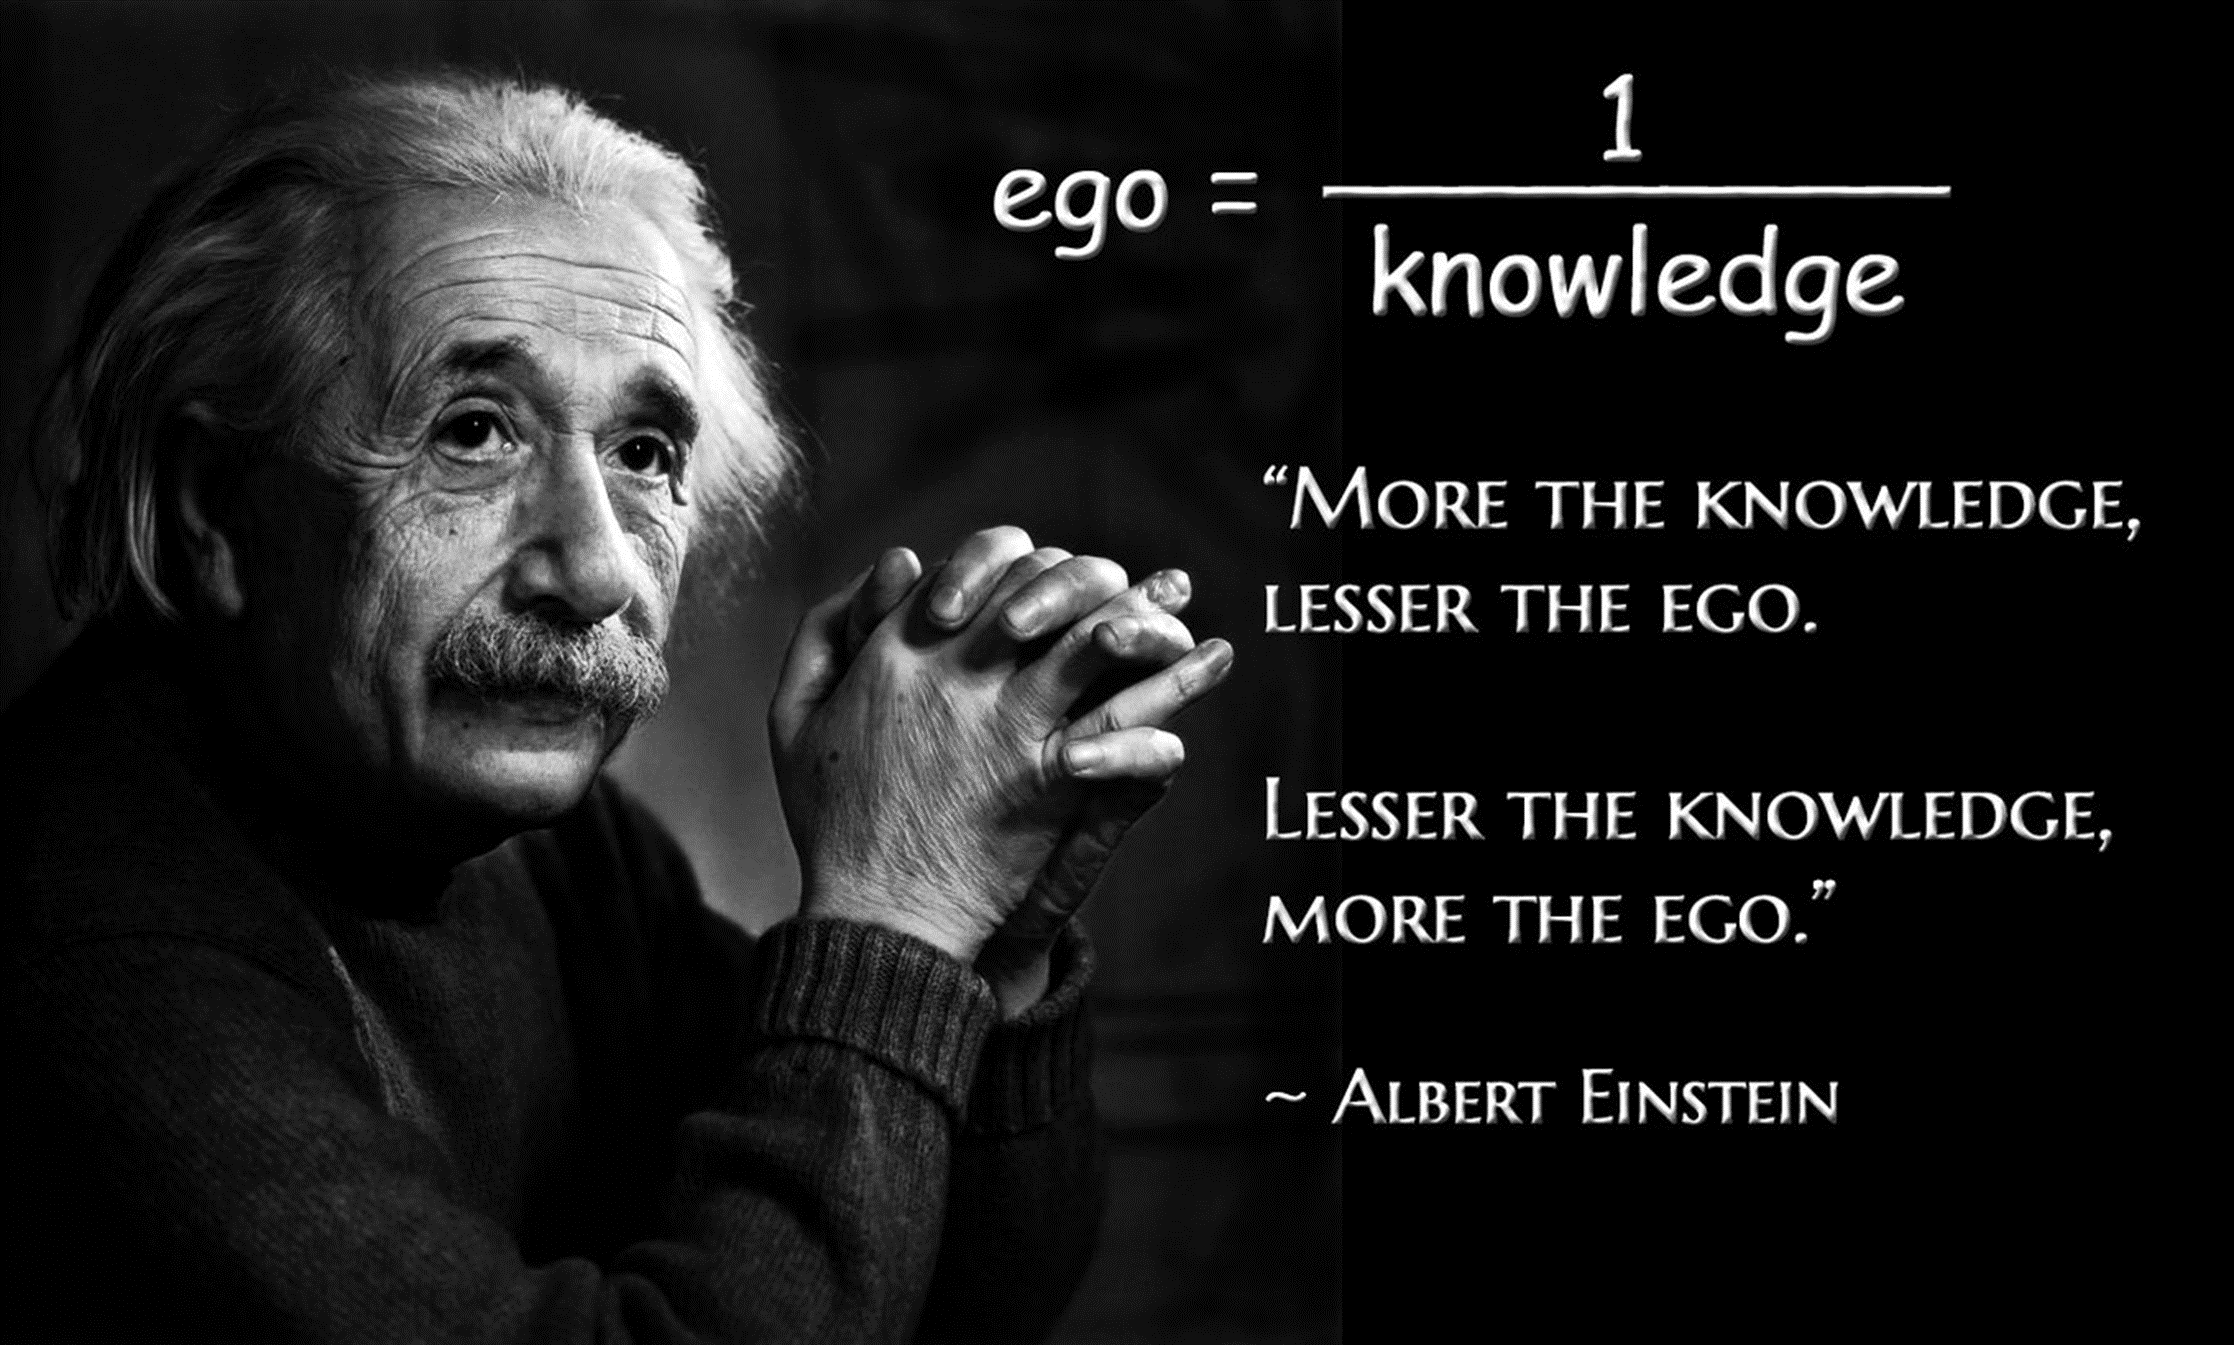 ego = 1
knowledge
“MORE THE KNOWLEDGE,
LESSER THE EGO.
LESSER THE KNOWLEDGE,
MORE THE EGO.”
~ ALBERT EINSTEIN